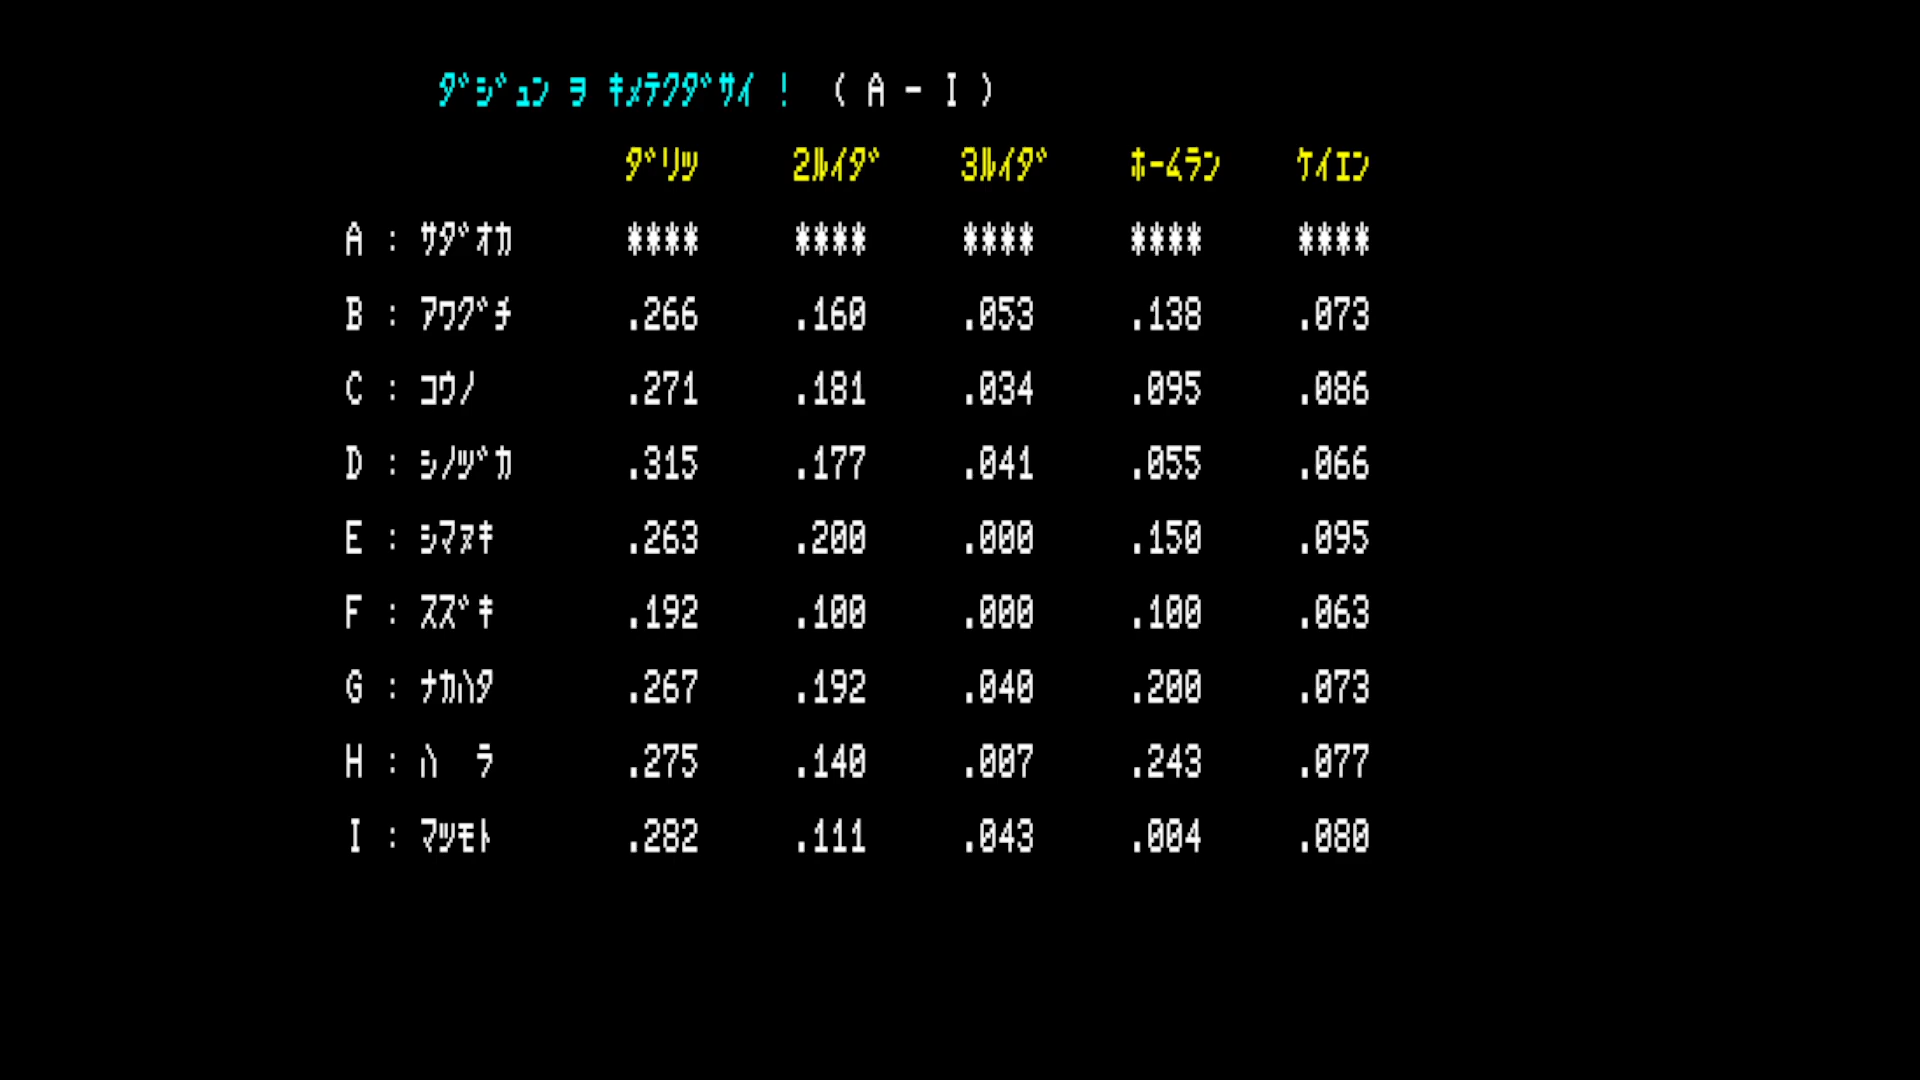 ﾀﾞｼﾞｭﾝ ｦ ｷﾒﾃｸﾀﾞｻｲ ! ( A - I )
ﾀﾞﾘﾂ 2ﾙｲﾀﾞ 3ﾙｲﾀﾞ ﾎｰﾑﾗﾝ ｹｲｴﾝ
A : ｻﾀﾞｵｶ **** **** **** **** ****
B : ｱﾜｸﾞﾁ .266 .160 .053 .138 .073
C : ｺｳﾉ .271 .181 .034 .095 .086
D : ｼﾉﾂﾞｶ .315 .177 .041 .055 .066
E : ｼﾏﾇｷ .263 .200 .000 .150 .095
F : ｽｽﾞｷ .192 .100 .000 .100 .063
G : ﾅｶﾊﾀ .267 .192 .040 .200 .073
H : ﾊ ﾗ .275 .140 .007 .243 .077
I : ﾏﾂﾓﾄ .282 .111 .043 .004 .080